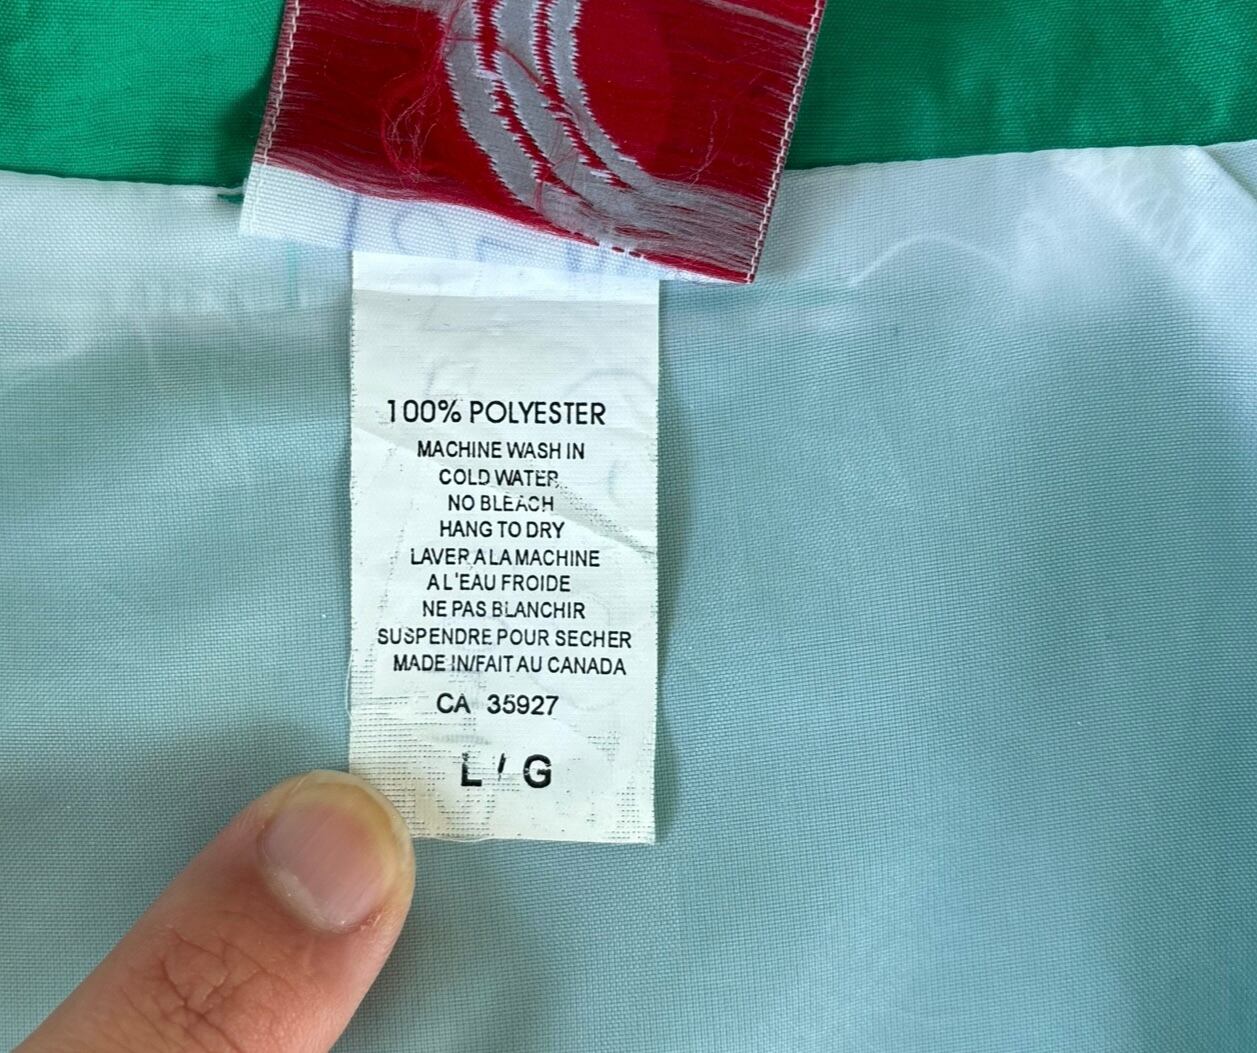 100% POLYESTER
MACHINE WASH IN
COLD WATER
NO BLEACH
HANG TO DRY
LAVER A LA MACHINE
A L'EAU FROIDE
NE PAS BLANCHIR
SUSPENDRE POUR SECHER
MADE IN/FAIT AU CANADA
CA 35927
L / G